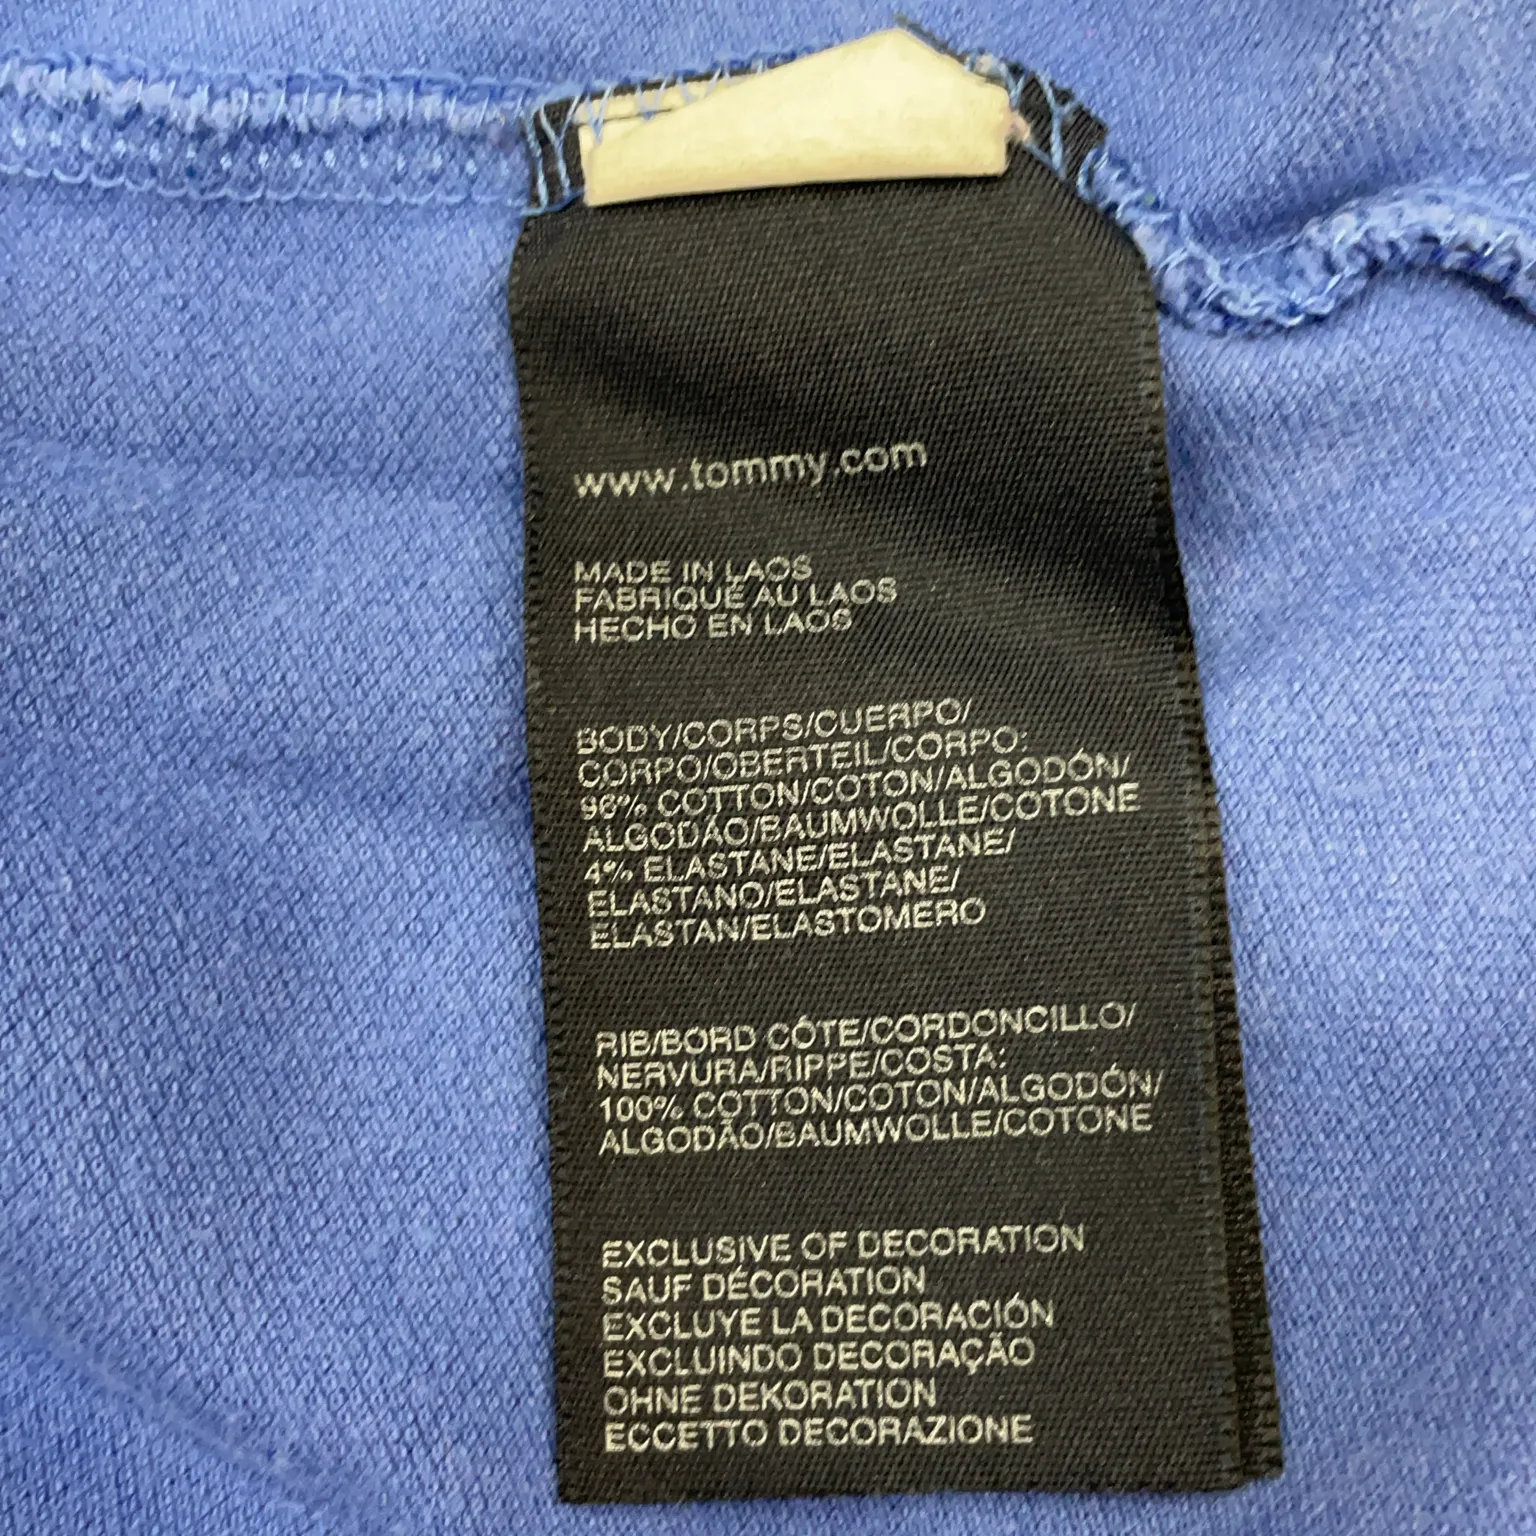 www.tommy.com
MADE IN LAOS
FABRIQUÉ AU LAOS
HECHO EN LAOS
BODY/CORPS/CUERPO/
CORPO/OBERTEIL/CORPO:
96% COTTON/COTON/ALGODÓN/
ALGODÃO/BAUMWOLLE/COTONE
4% ELASTANE/ELASTANE/
ELASTANO/ELASTANE/
ELASTAN/ELASTOMERO
RIB/BORD CÔTE/CORDONCILLO/
NERVURA/RIPPE/COSTA:
100% COTTON/COTON/ALGODÓN/
ALGODÃO/BAUMWOLLE/COTONE
EXCLUSIVE OF DECORATION
SAUF DÉCORATION
EXCLUYE LA DECORACIÓN
EXCLUINDO DECORAÇÃO
OHNE DEKORATION
ECCETTO DECORAZIONE